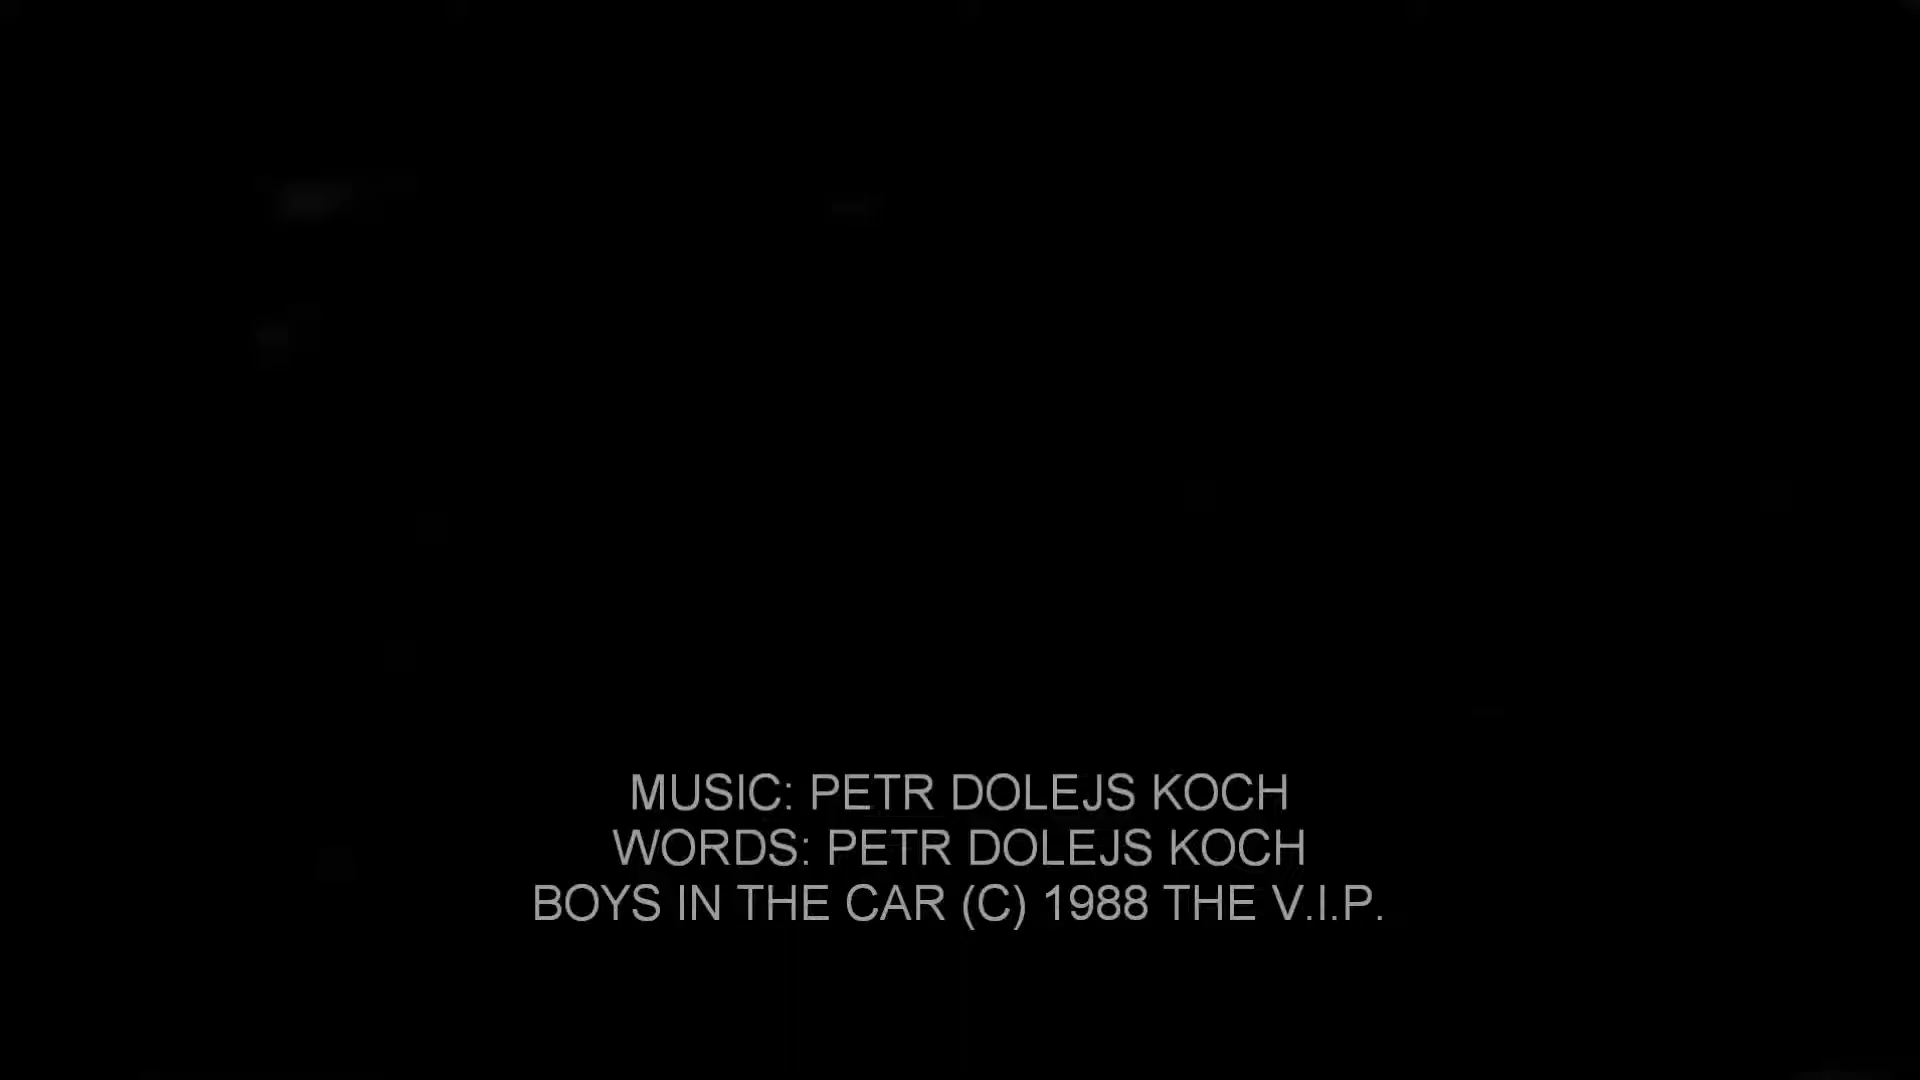 MUSIC: PETR DOLEJS KOCH
WORDS: PETR DOLEJS KOCH
BOYS IN THE CAR (C) 1988 THE V.I.P.